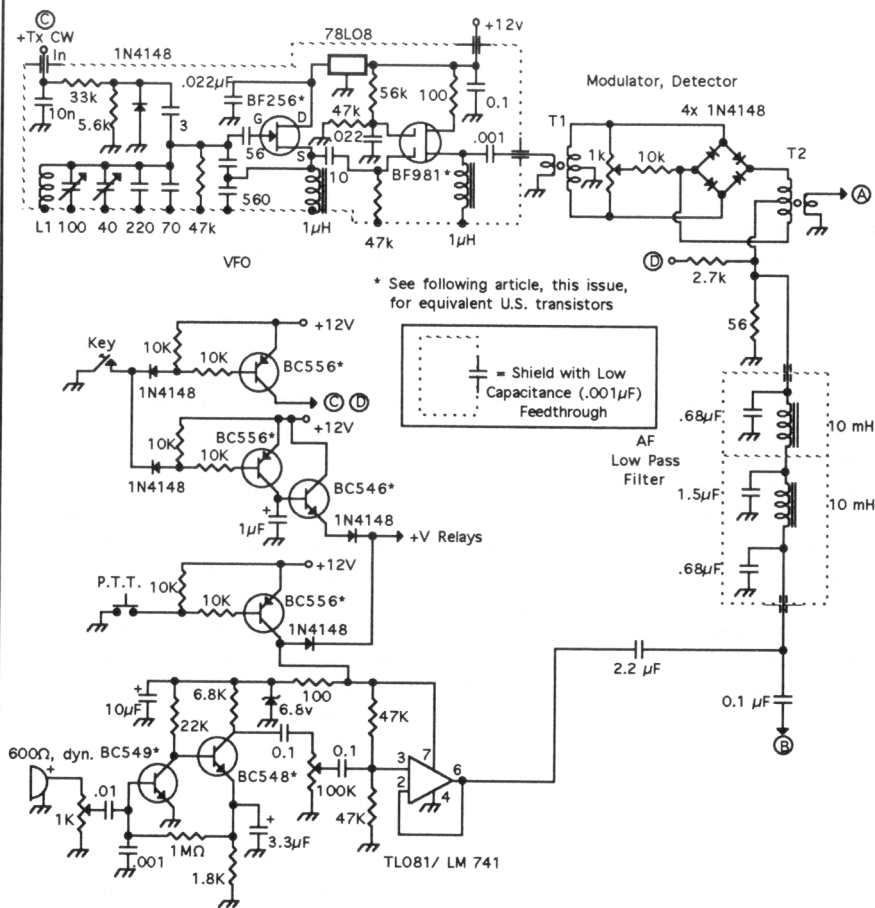 C
+Tx CW
In
1N4148
78L08
+12v
33k
.022µF
BF256*
56k
100
0.1
Modulator, Detector
10n
5.6k
3
G
D
S
47k
.022
.001
T1
4x 1N4148
T2
56
BF981*
1k
10k
A
560
10
L1
100
40
220
70
47k
1µH
47k
1µH
VFO
D
2.7k
* See following article, this issue,
for equivalent U.S. transistors
56
= Shield with Low
Capacitance (.001µF)
Feedthrough
Key
10K
10K
+12V
BC556*
1N4148
C D
+12V
10K
BC556*
10K
1N4148
BC546*
1µF
+
1N4148
+V Relays
AF
Low Pass
Filter
.68µF
10 mH
1.5µF
10 mH
.68µF
P.T.T.
10K
10K
+12V
BC556*
1N4148
2.2 µF
0.1 µF
B
+
10µF
6.8K
22K
6.8v
100
47K
600Ω, dyn.
+
BC549*
BC548*
0.1
0.1
100K
3
2
7
6
4
47K
1K
.01
.001
1MΩ
+
3.3µF
1.8K
TL081/ LM 741